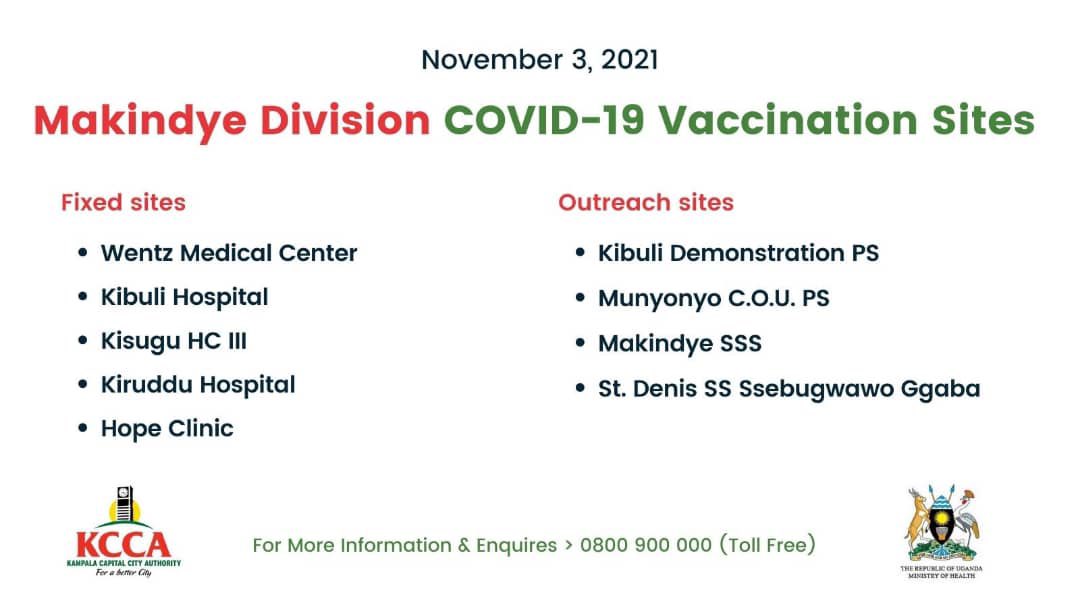 November 3, 2021
Makindye Division COVID-19 Vaccination Sites
Fixed sites
• Wentz Medical Center
• Kibuli Hospital
• Kisugu HC III
• Kiruddu Hospital
• Hope Clinic
Outreach sites
• Kibuli Demonstration PS
• Munyonyo C.O.U. PS
• Makindye SSS
• St. Denis SS Ssebugwawo Ggaba
KCCA
KAMPALA CAPITAL CITY AUTHORITY
For a better City
For More Information & Enquires > 0800 900 000 (Toll Free)
THE REPUBLIC OF UGANDA
MINISTRY OF HEALTH